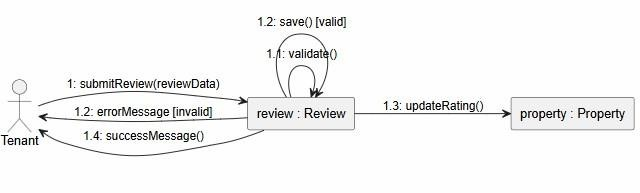 1.2: save() [valid]
1.1: validate()
1: submitReview(reviewData)
1.2: errorMessage [invalid]
1.4: successMessage()
Tenant
review : Review
1.3: updateRating()
property : Property